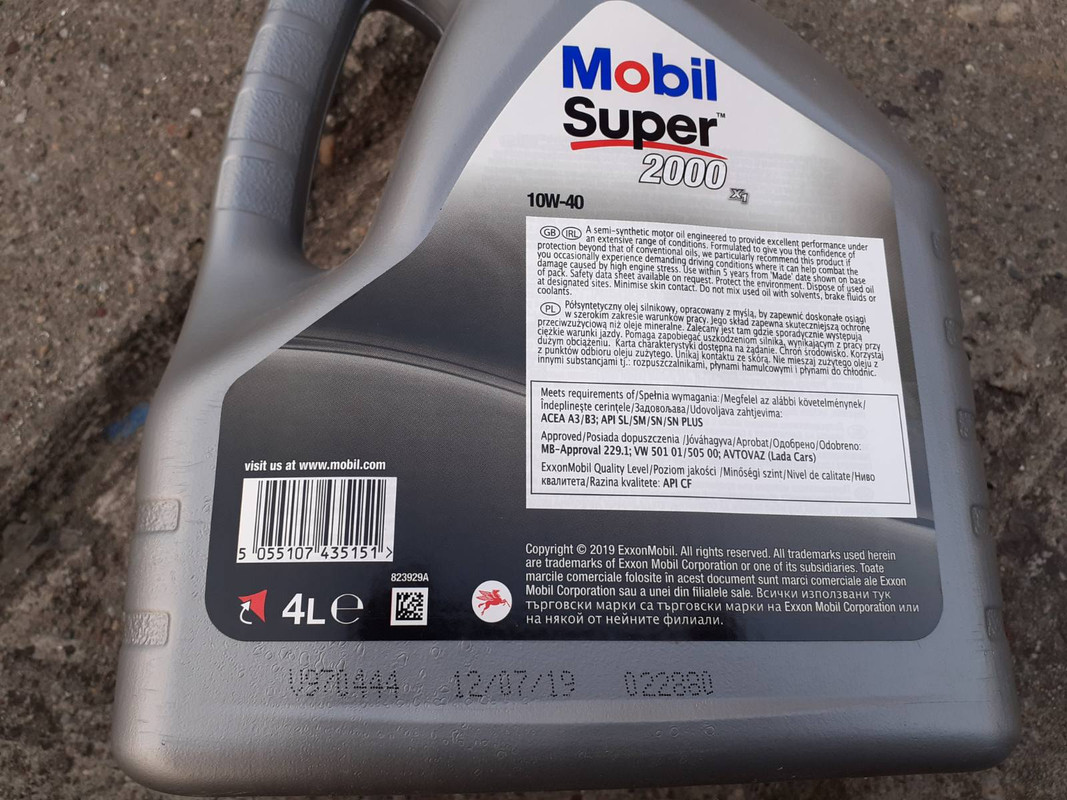 Mobil
Super™
2000
X1
10W-40
GB IRL A semi-synthetic motor oil engineered to provide excellent performance under
an extensive range of conditions. Formulated to give you the confidence of
protection beyond that of conventional oils, we particularly recommend this product if
you occasionally experience demanding driving conditions where it can help combat the
damage caused by high engine stress. Use within 5 years from 'Made' date shown on base
of pack. Safety data sheet available on request. Protect the environment. Dispose of used oil
at designated sites. Minimise skin contact. Do not mix used oil with solvents, brake fluids or
coolants.
PL Półsyntetyczny olej silnikowy, opracowany z myślą, by zapewnić doskonałe osiągi
w szerokim zakresie warunków pracy. Jego skład zapewna skuteczniejszą ochronę
przeciwzużyciową niż oleje mineralne. Zalecany jest tam gdzie sporadycznie występują
ciężkie warunki jazdy. Pomaga zapobiegać uszkodzeniom silnika, wynikającym z pracy przy
dużym obciążeniu. Karta charakterystyki dostępna na żądanie. Chroń środowisko. Korzystaj
z punktów odbioru oleju zużytego. Unikaj kontaktu ze skórą. Nie mieszaj zużytego oleju z
innymi substancjami tj.: rozpuszczalnikami, płynami hamulcowymi i płynami do chłodnic.
Meets requirements of/Spełnia wymagania:/Megfelel az alábbi követelménynek/
Îndeplinește cerințele/Задовољава/Udovoljava zahtjevima:
ACEA A3/B3; API SL/SM/SN/SN PLUS
Approved/Posiada dopuszczenia /Jóváhagyva/Aprobat/Одобрено/Odobreno:
MB-Approval 229.1; VW 501 01/505 00; AVTOVAZ (Lada Cars)
ExxonMobil Quality Level/Poziom jakości /Minőségi szint/Nivel de calitate/Ниво
квалитета/Razina kvalitete: API CF
visit us at www.mobil.com
5 055107 435151 >
823929A
4L e
Copyright © 2019 ExxonMobil. All rights reserved. All trademarks used herein
are trademarks of Exxon Mobil Corporation or one of its subsidiaries. Toate
marcile comerciale folosite în acest document sunt marci comerciale ale Exxon
Mobil Corporation sau a unei din filialele sale. Всички използвани тук
търговски марки са търговски марки на Exxon Mobil Corporation или
на някой от нейните филиали.
V970444 12/07/19 022880